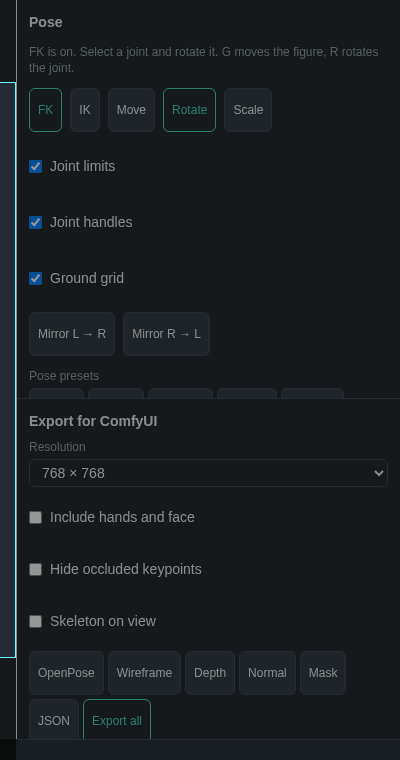 Pose
FK is on. Select a joint and rotate it. G moves the figure, R rotates
the joint.
FK IK Move Rotate Scale
Joint limits
Joint handles
Ground grid
Mirror L → R Mirror R → L
Pose presets
Export for ComfyUI
Resolution
768 × 768
Include hands and face
Hide occluded keypoints
Skeleton on view
OpenPose Wireframe Depth Normal Mask
JSON Export all